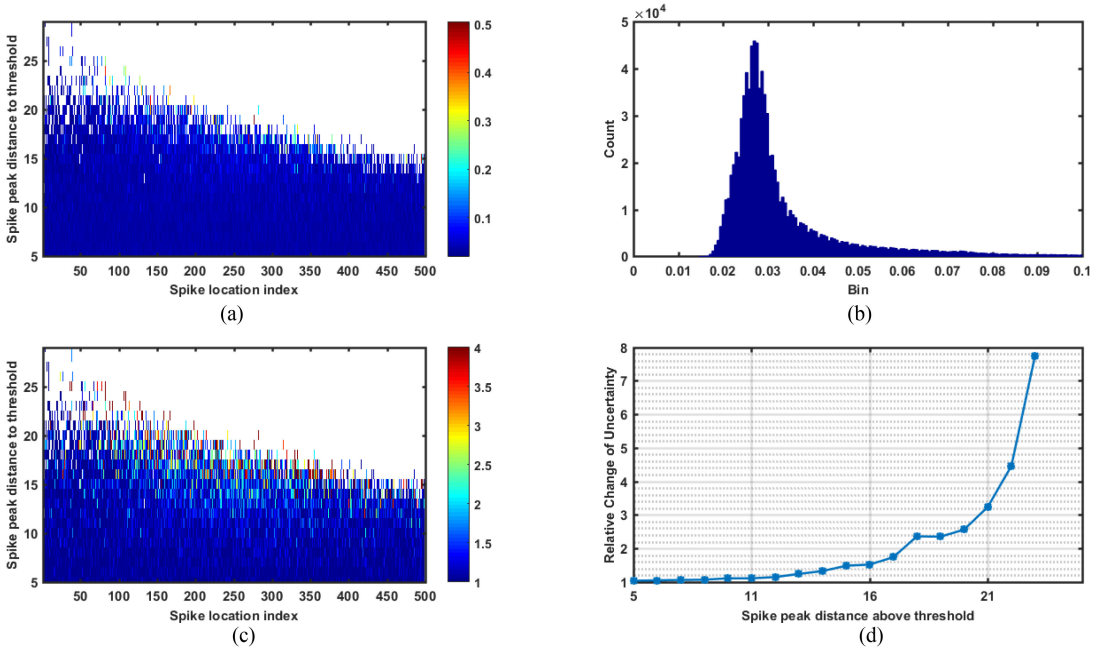 Spike peak distance to threshold
25
20
15
10
5
50 100 150 200 250 300 350 400 450 500
Spike location index
0.5
0.4
0.3
0.2
0.1
(a)
×10⁴
5
4
3
2
1
0
Count
0 0.01 0.02 0.03 0.04 0.05 0.06 0.07 0.08 0.09 0.1
Bin
(b)
Spike peak distance to threshold
25
20
15
10
5
50 100 150 200 250 300 350 400 450 500
Spike location index
4
3.5
3
2.5
2
1.5
1
(c)
Relative Change of Uncertainty
8
7
6
5
4
3
2
1
5 11 16 21
Spike peak distance above threshold
(d)